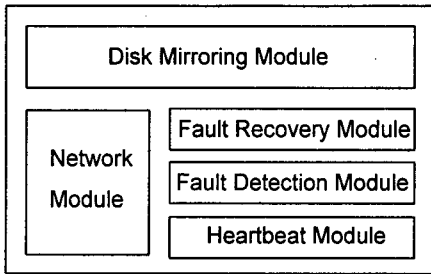 Disk Mirroring Module
Network
Module
Fault Recovery Module
Fault Detection Module
Heartbeat Module